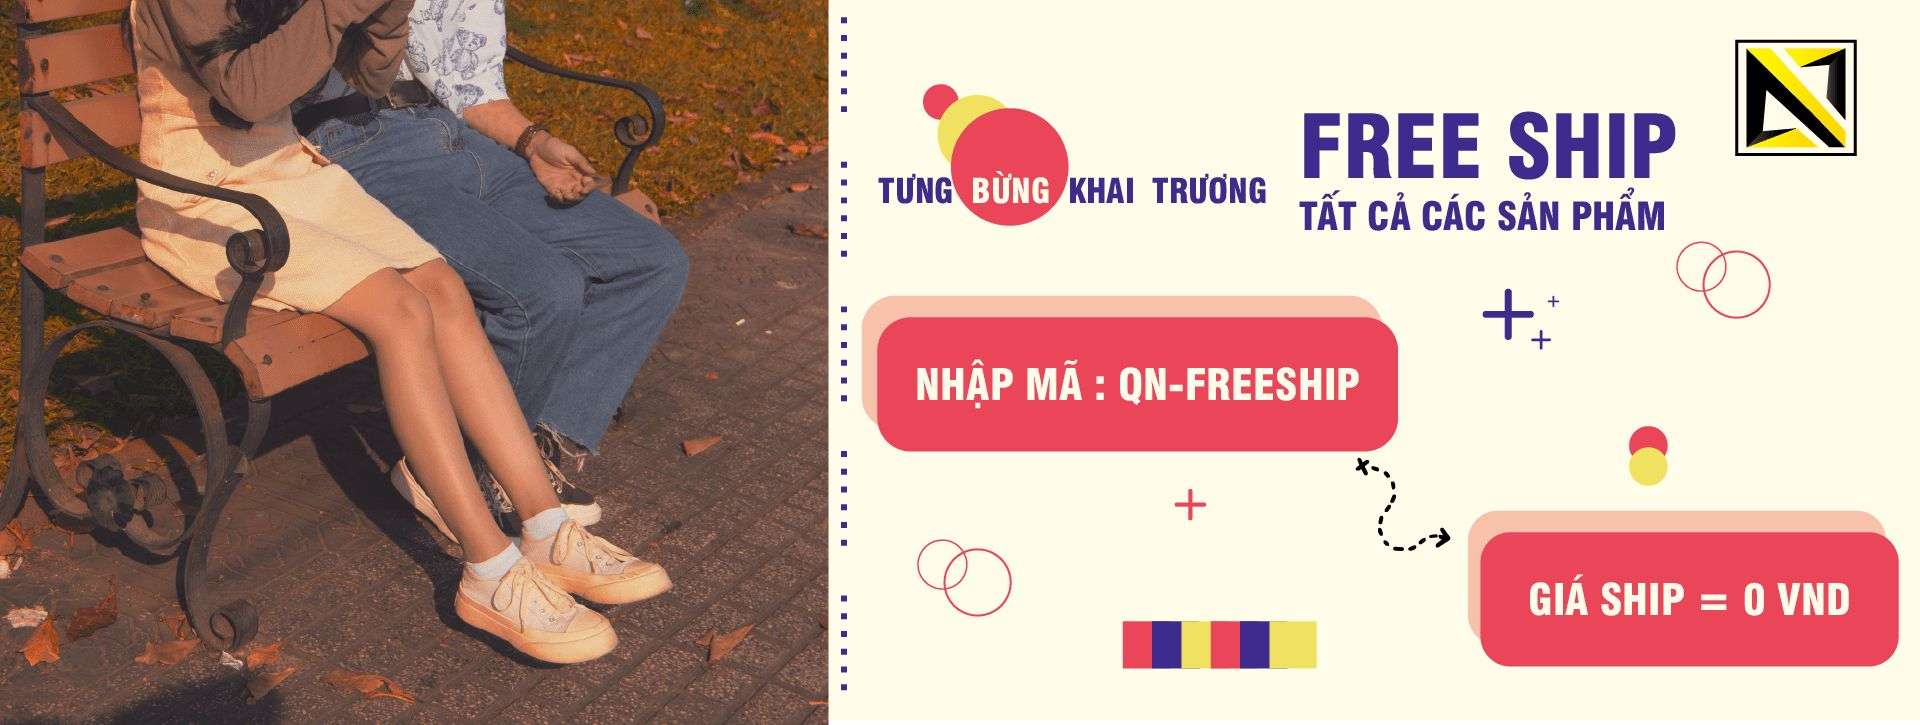 TƯNG BỪNG KHAI TRƯƠNG
FREE SHIP
TẤT CẢ CÁC SẢN PHẨM
NHẬP MÃ : QN-FREESHIP
GIÁ SHIP = 0 VND